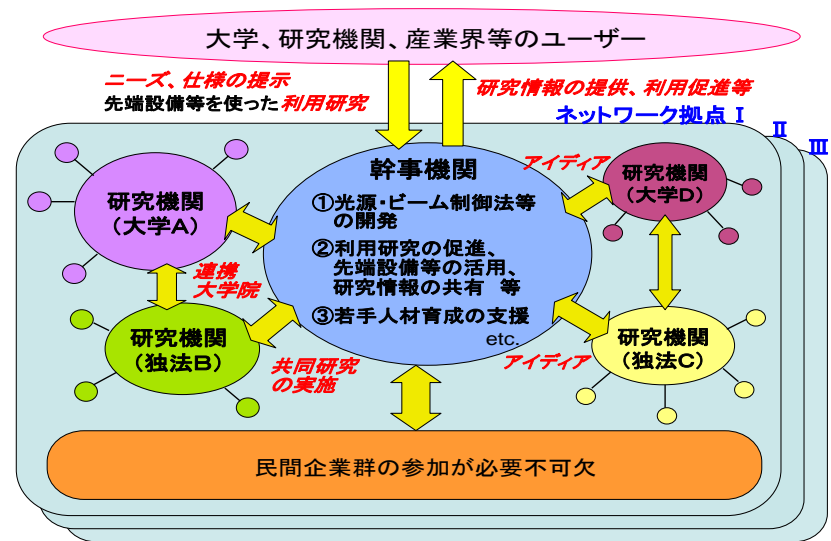 大学、研究機関、産業界等のユーザー
ニーズ、仕様の提示
先端設備等を使った利用研究
研究情報の提供、利用促進等
ネットワーク拠点Ⅰ
Ⅱ
Ⅲ
幹事機関
①光源・ビーム制御法等
の開発
②利用研究の促進、
先端設備等の活用、
研究情報の共有 等
③若手人材育成の支援
etc.
研究機関
(大学A)
連携
大学院
研究機関
(独法B)
共同研究
の実施
アイディア
研究機関
(大学D)
研究機関
(独法C)
アイディア
民間企業群の参加が必要不可欠